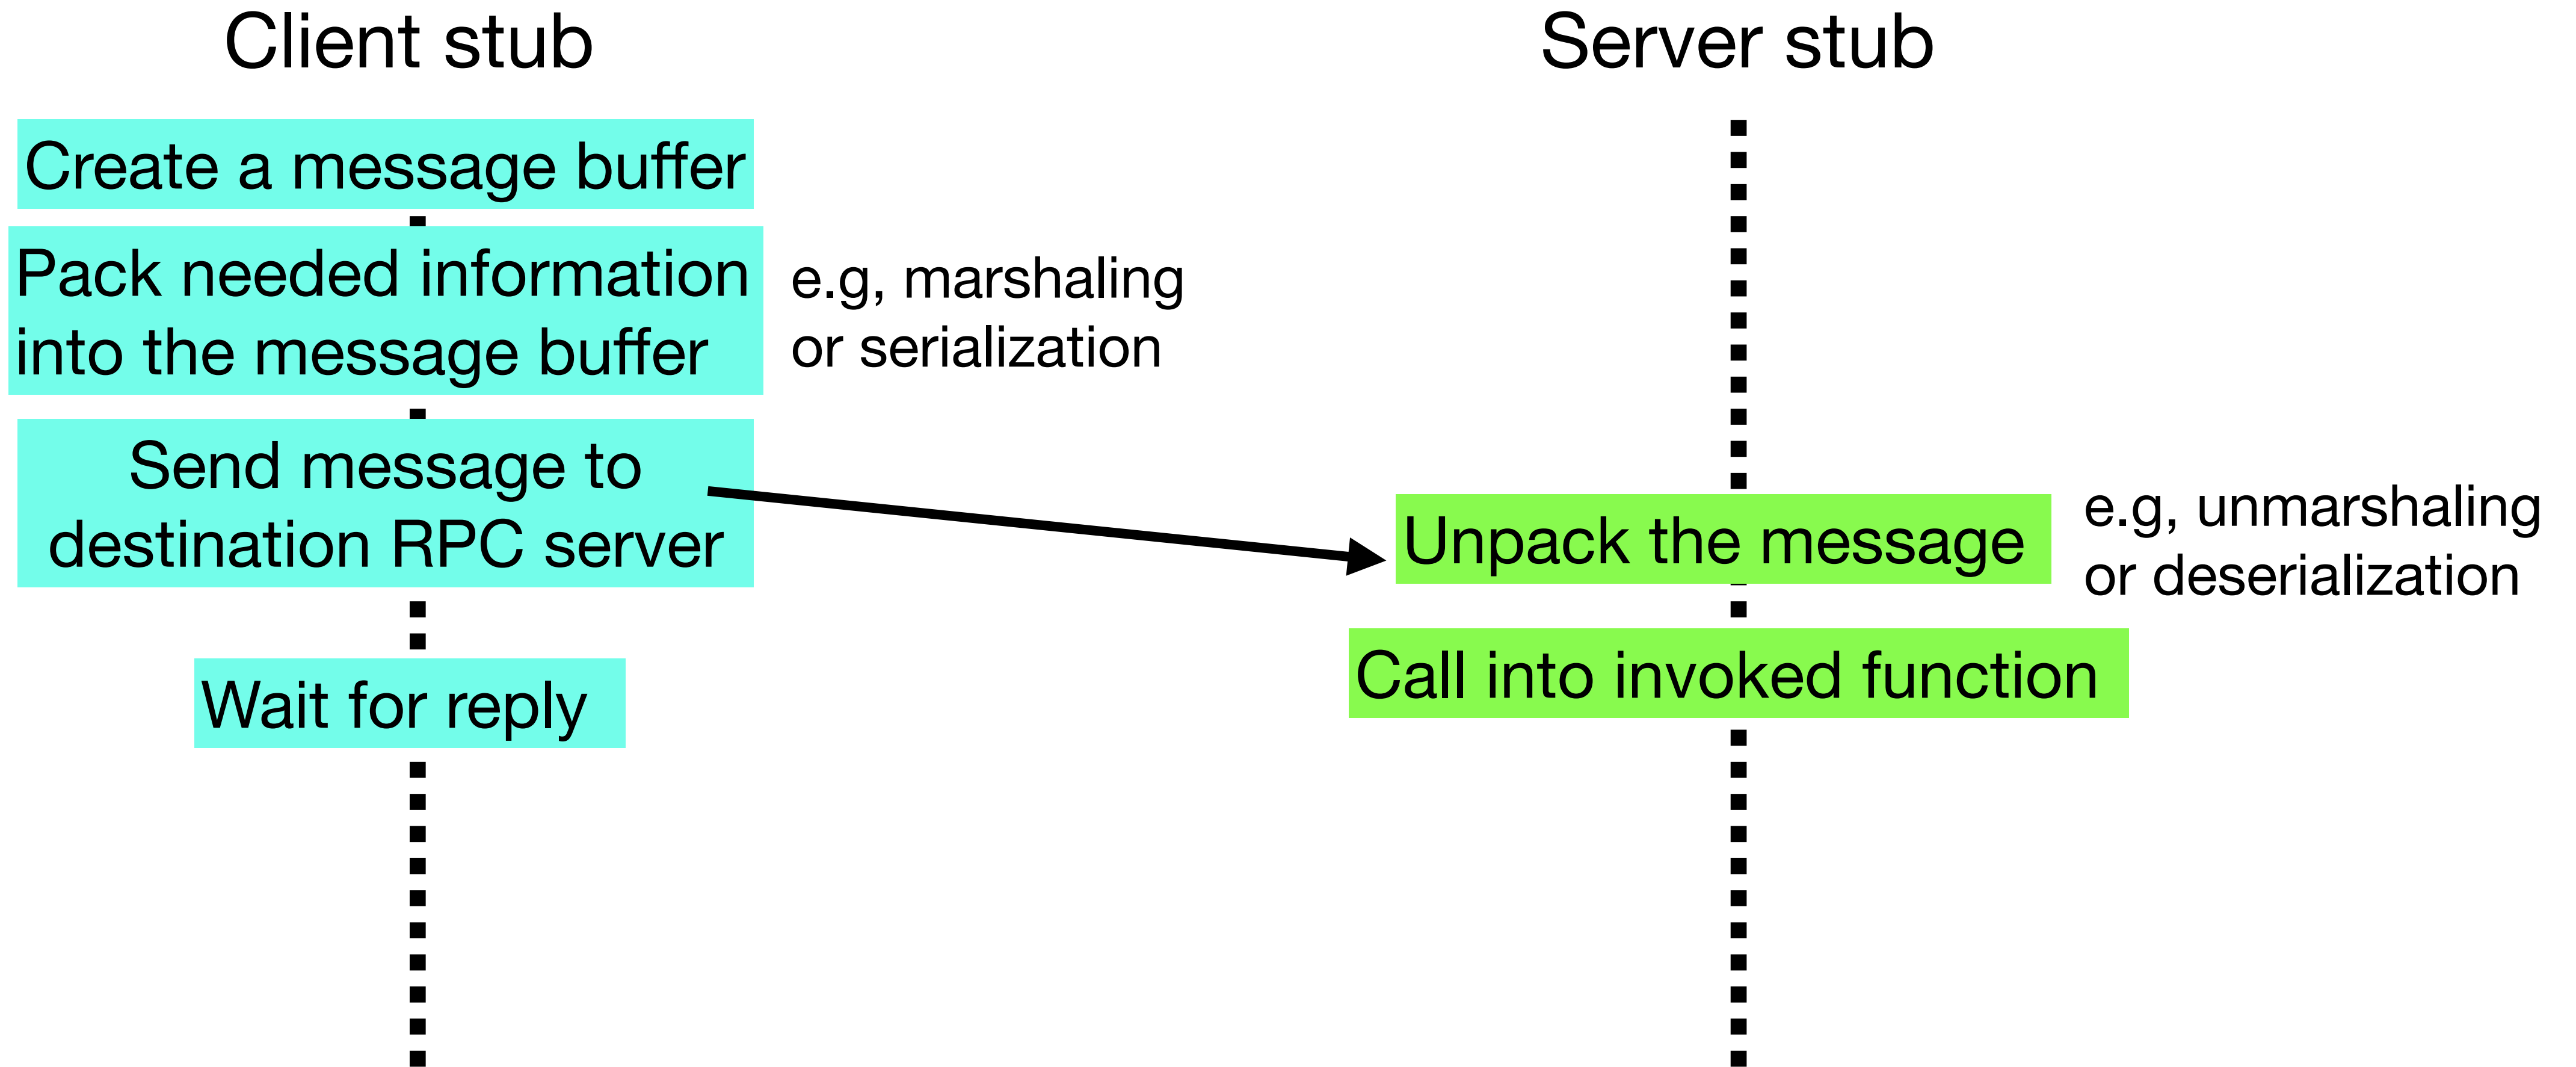 Client stub
Server stub
Create a message buffer
Pack needed information
into the message buffer
e.g, marshaling
or serialization
Send message to
destination RPC server
Unpack the message
e.g, unmarshaling
or deserialization
Call into invoked function
Wait for reply